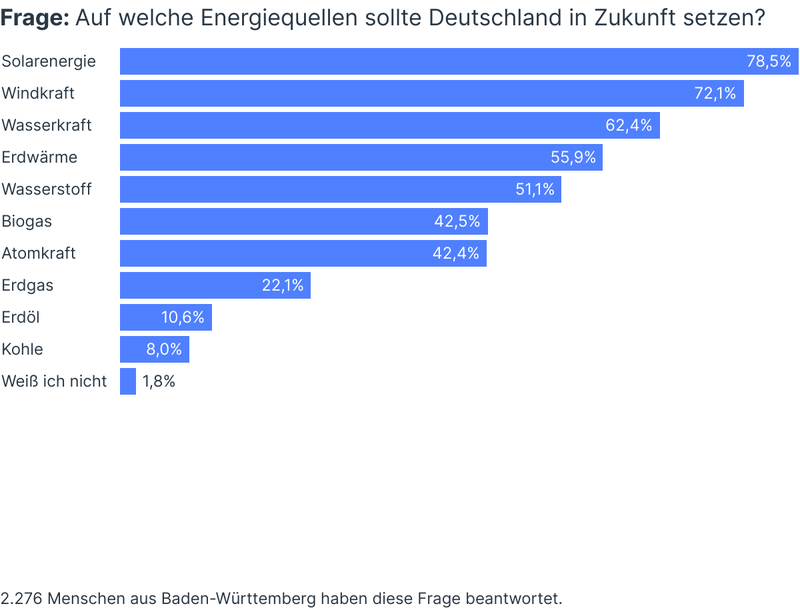 Frage: Auf welche Energiequellen sollte Deutschland in Zukunft setzen?
Solarenergie 78,5%
Windkraft 72,1%
Wasserkraft 62,4%
Erdwärme 55,9%
Wasserstoff 51,1%
Biogas 42,5%
Atomkraft 42,4%
Erdgas 22,1%
Erdöl 10,6%
Kohle 8,0%
Weiß ich nicht 1,8%
2.276 Menschen aus Baden-Württemberg haben diese Frage beantwortet.